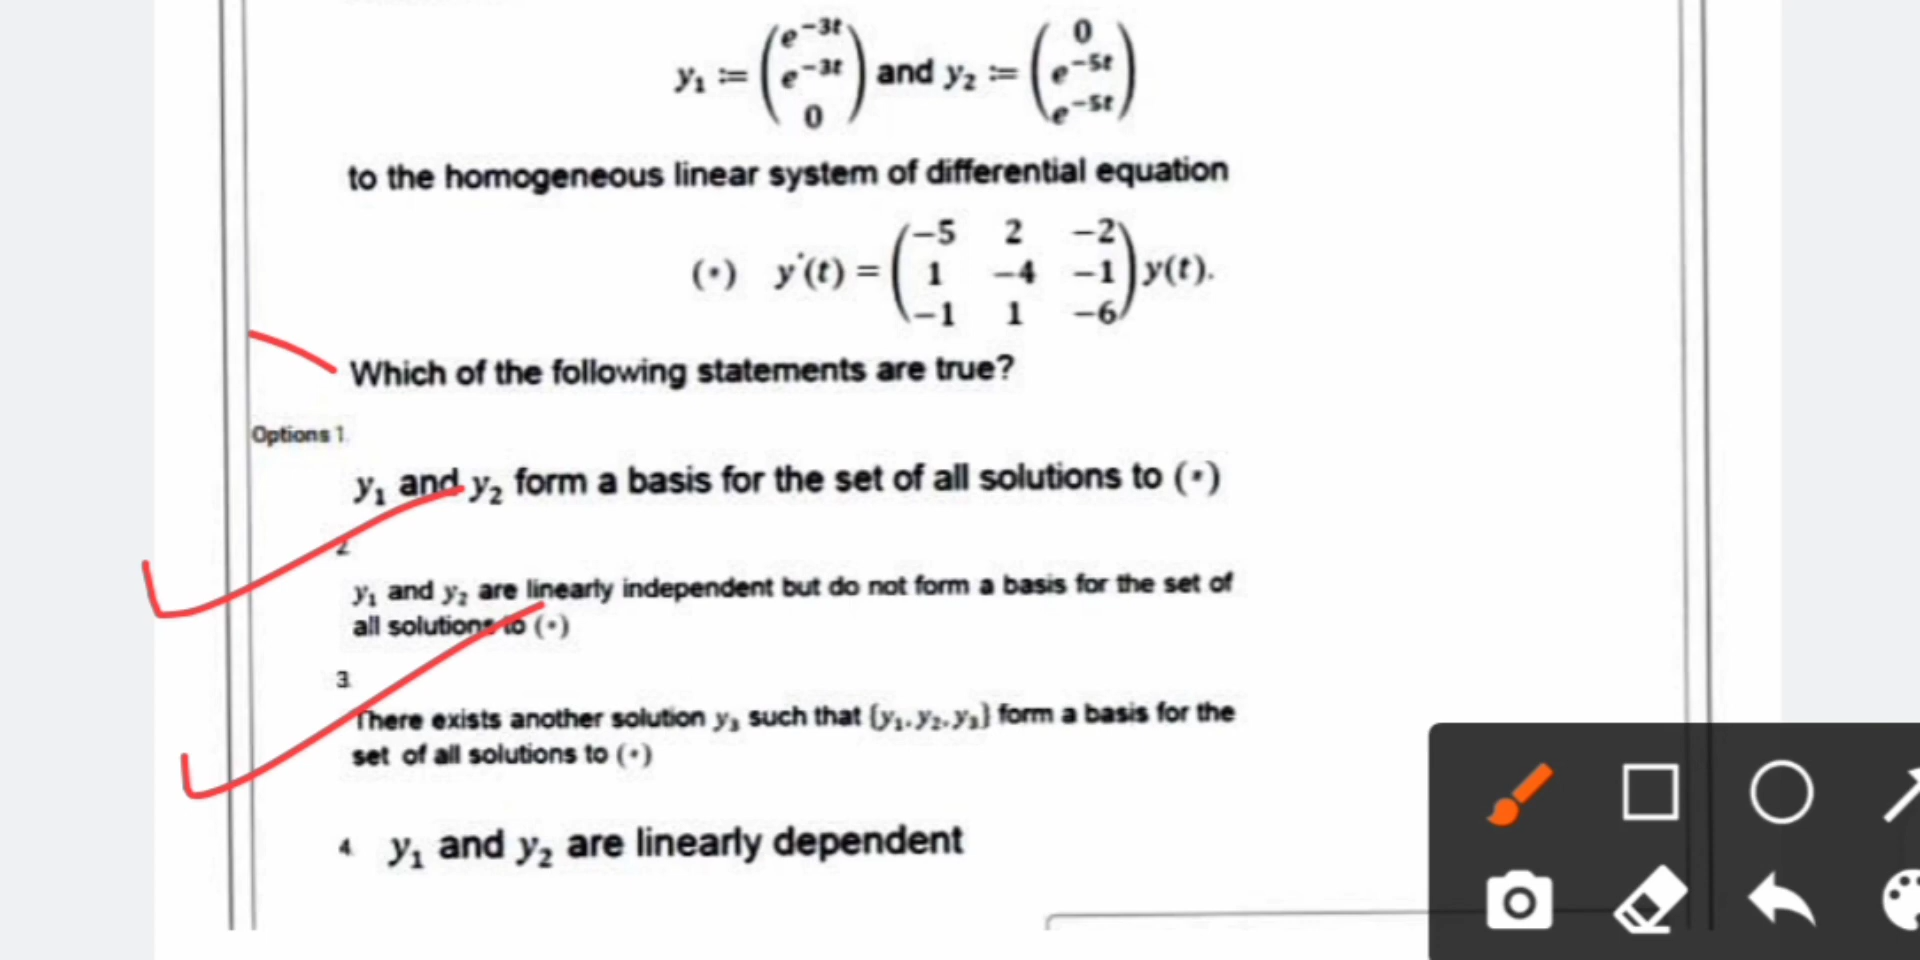 y₁ := (e⁻³ᵗ e⁻³ᵗ 0) and y₂ := (0 e⁻⁵ᵗ e⁻⁵ᵗ)
to the homogeneous linear system of differential equation
(*) y'(t) = (−5 2 −2; 1 −4 −1; −1 1 −6) y(t).
Which of the following statements are true?
Options 1.
y₁ and y₂ form a basis for the set of all solutions to (*)
2.
y₁ and y₂ are linearly independent but do not form a basis for the set of
all solutions to (*)
3.
There exists another solution y₃ such that {y₁, y₂, y₃} form a basis for the
set of all solutions to (*)
4. y₁ and y₂ are linearly dependent